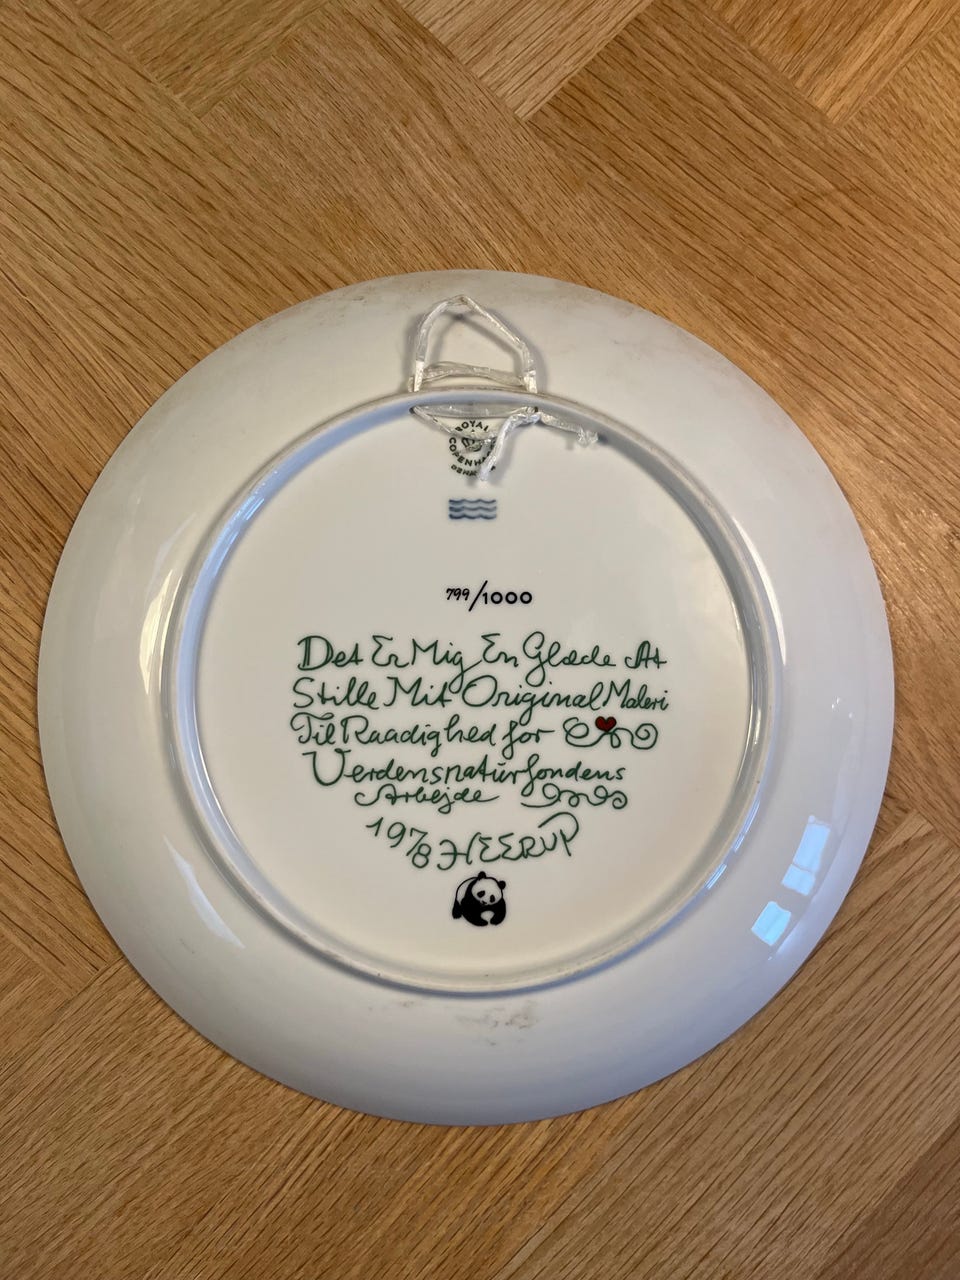 ROYAL
COPENHAGEN
DENMARK
799/1000
Det Er Mig En Glæde At
Stille Mit Original Maleri
Til Raadighed for
Verdensnaturfondens
Arbejde
1978 HEERUP